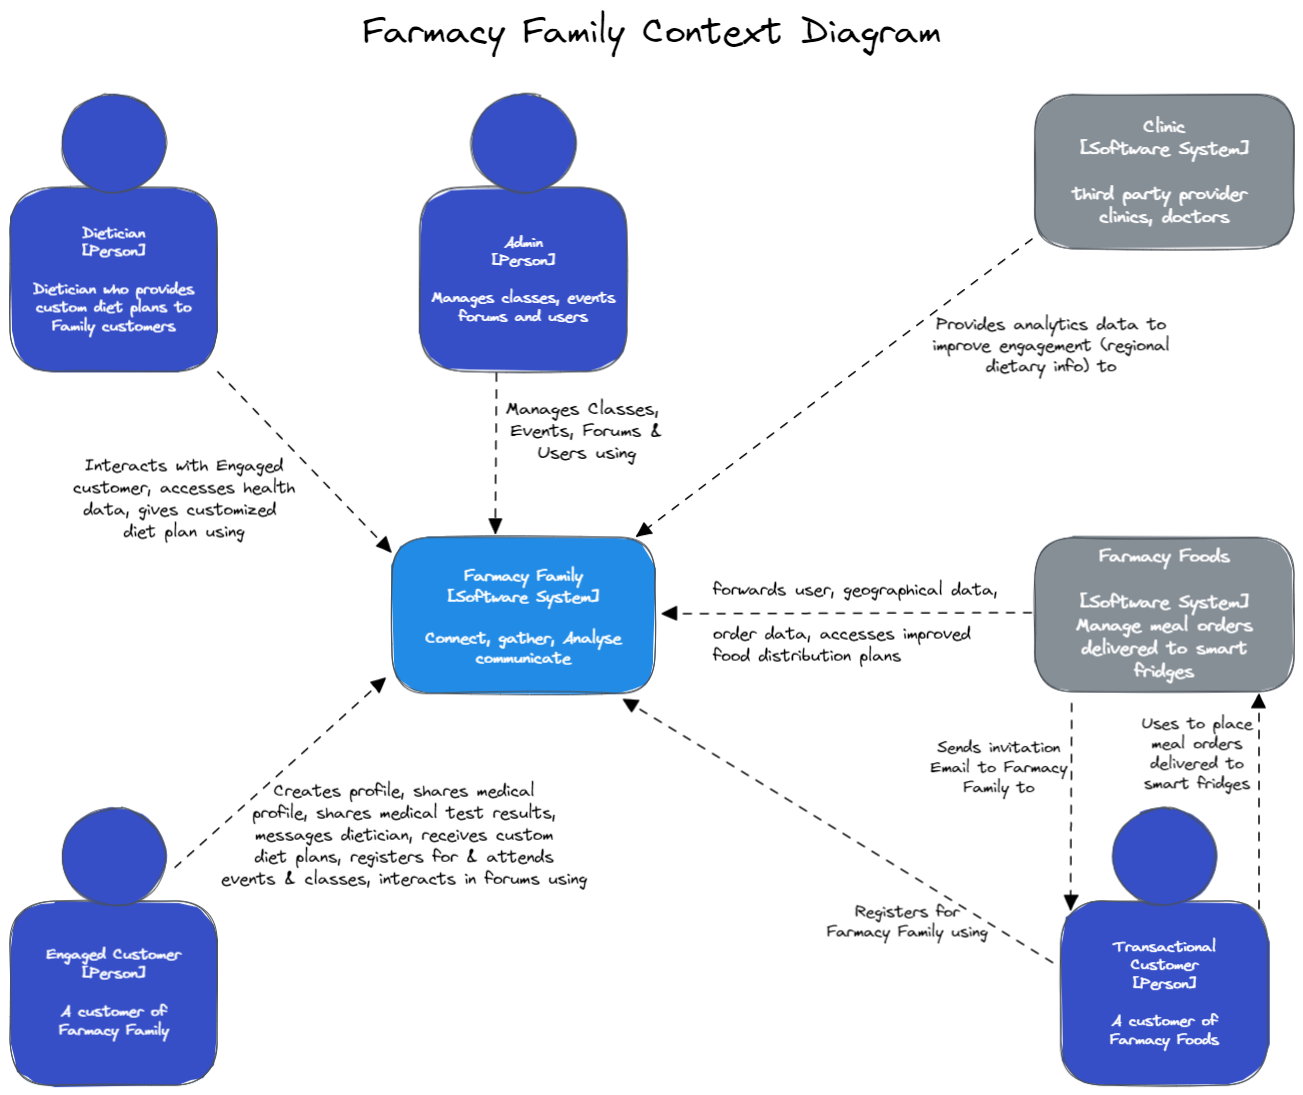 Farmacy Family Context Diagram
Dietician
[Person]
Dietician who provides
custom diet plans to
Family customers
Admin
[Person]
Manages classes, events
forums and users
Clinic
[Software System]
third party provider
clinics, doctors
Provides analytics data to
improve engagement (regional
dietary info) to
Manages Classes,
Events, Forums &
Users using
Interacts with Engaged
customer, accesses health
data, gives customized
diet plan using
Farmacy Family
[Software System]
Connect, gather, Analyse
communicate
forwards user, geographical data,
order data, accesses improved
food distribution plans
Farmacy Foods
[Software System]
Manage meal orders
delivered to smart
fridges
Sends invitation
Email to Farmacy
Family to
Uses to place
meal orders
delivered to
smart fridges
Creates profile, shares medical
profile, shares medical test results,
messages dietician, receives custom
diet plans, registers for & attends
events & classes, interacts in forums using
Registers for
Farmacy Family using
Engaged Customer
[Person]
A customer of
Farmacy Family
Transactional
Customer
[Person]
A customer of
Farmacy Foods